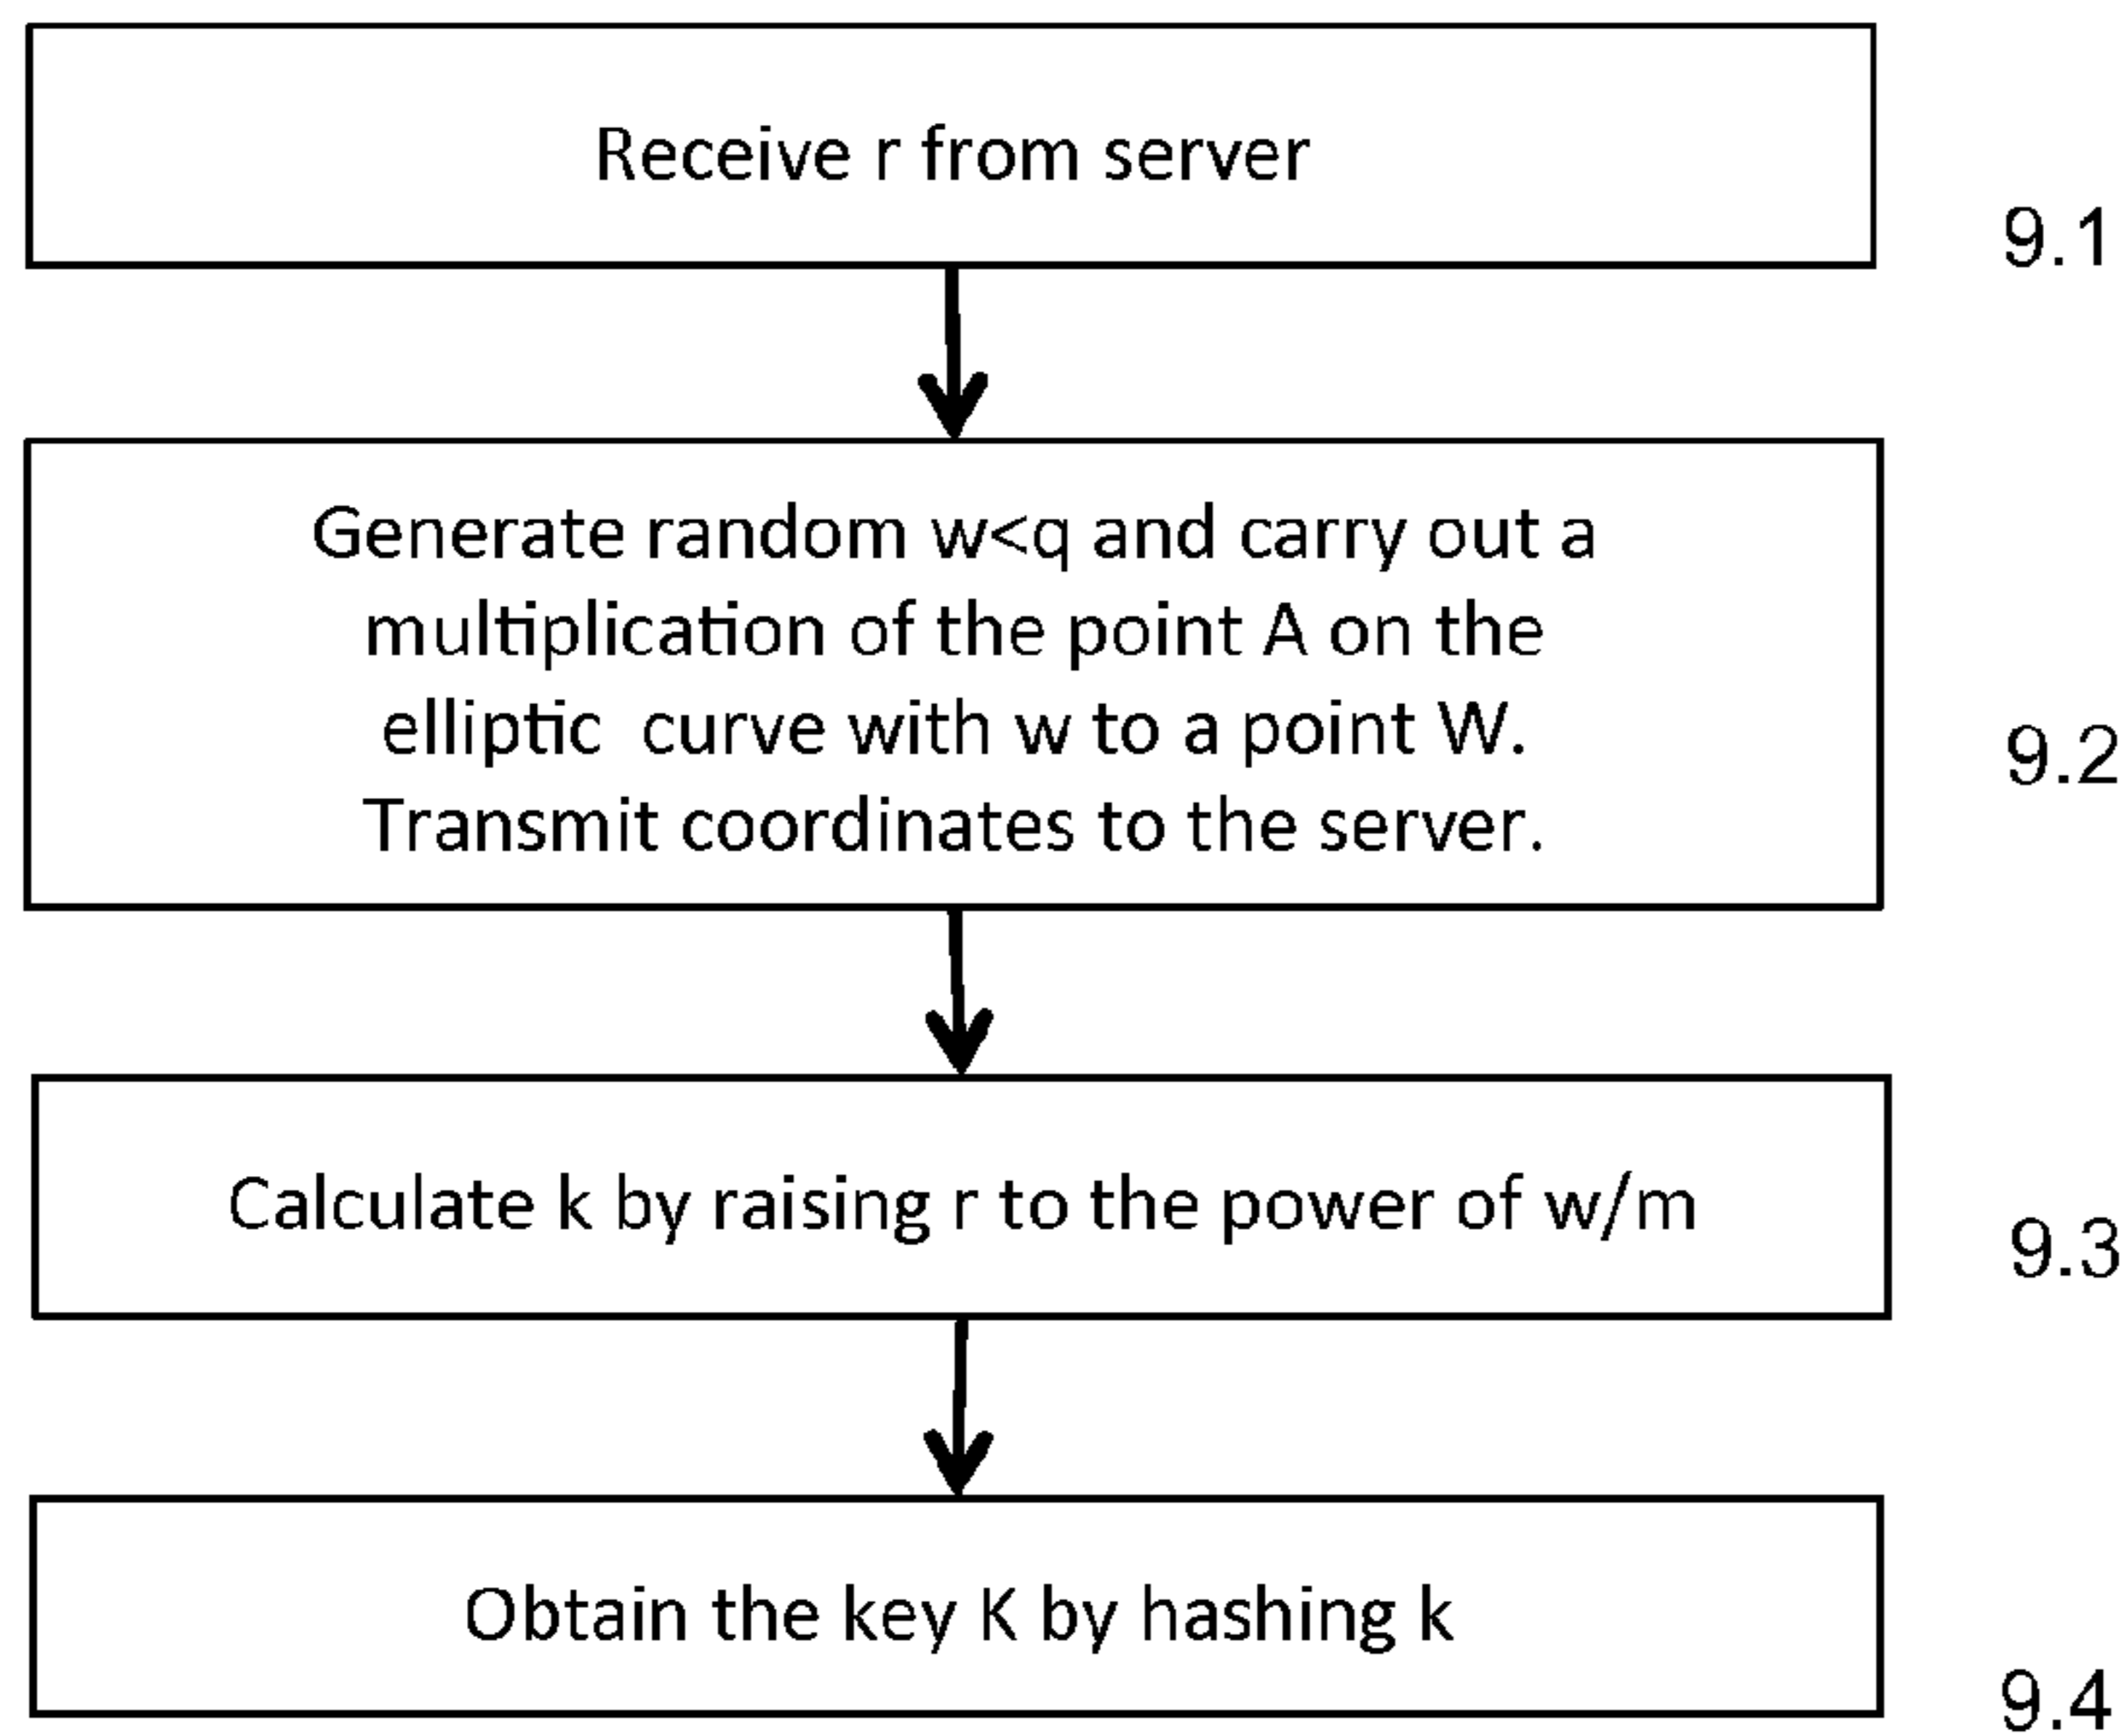 Receive r from server
9.1
Generate random w<q and carry out a
multiplication of the point A on the
elliptic curve with w to a point W.
Transmit coordinates to the server.
9.2
Calculate k by raising r to the power of w/m
9.3
Obtain the key K by hashing k
9.4